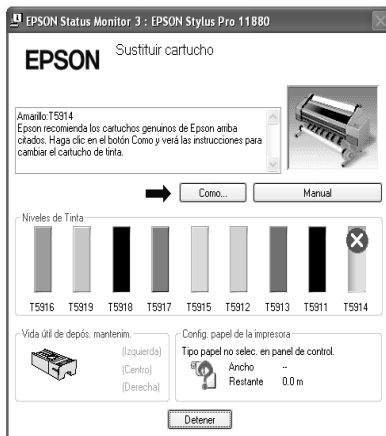 EPSON Status Monitor 3 : EPSON Stylus Pro 11880
EPSON
Sustituir cartucho
Amarillo:T5914
Epson recomienda los cartuchos genuinos de Epson arriba
citados. Haga clic en el botón Como y verá las instrucciones para
cambiar el cartucho de tinta.
Como...
Manual
Niveles de Tinta
T5916 T5919 T5918 T5917 T5915 T5912 T5913 T5911 T5914
Vida útil de depós. mantenim.
(Izquierda)
(Centro)
(Derecha)
Config. papel de la impresora
Tipo papel no selec. en panel de control.
Ancho --
Restante 0.0 m
Detener